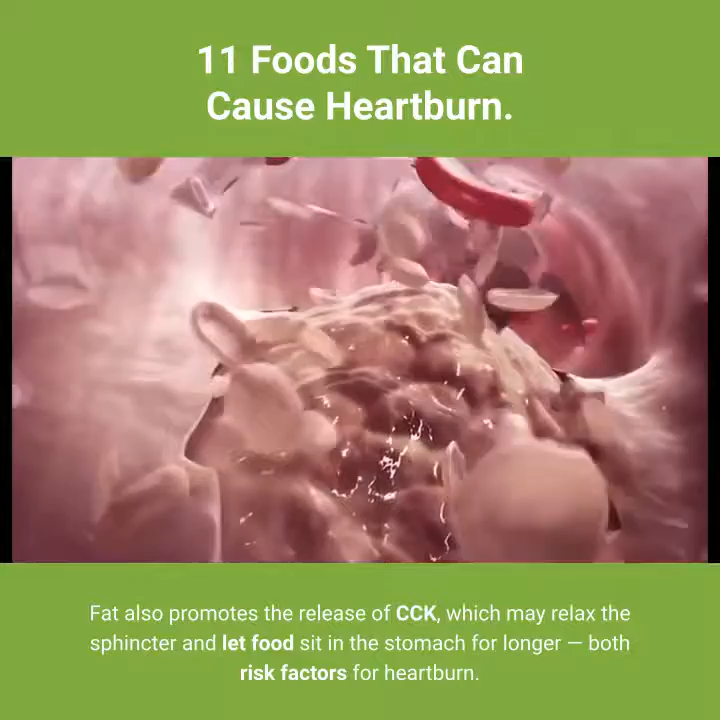 11 Foods That Can
Cause Heartburn.
Fat also promotes the release of CCK, which may relax the
sphincter and let food sit in the stomach for longer — both
risk factors for heartburn.